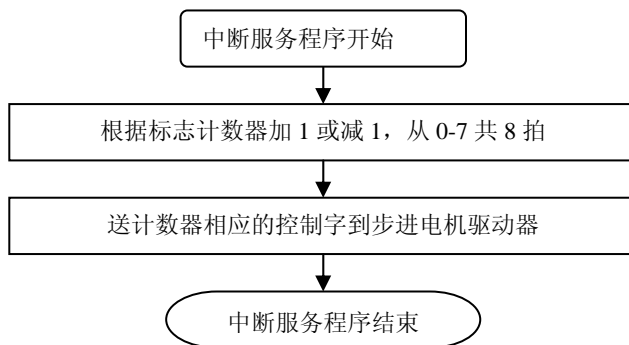 中断服务程序开始
根据标志计数器加 1 或减 1，从 0-7 共 8 拍
送计数器相应的控制字到步进电机驱动器
中断服务程序结束